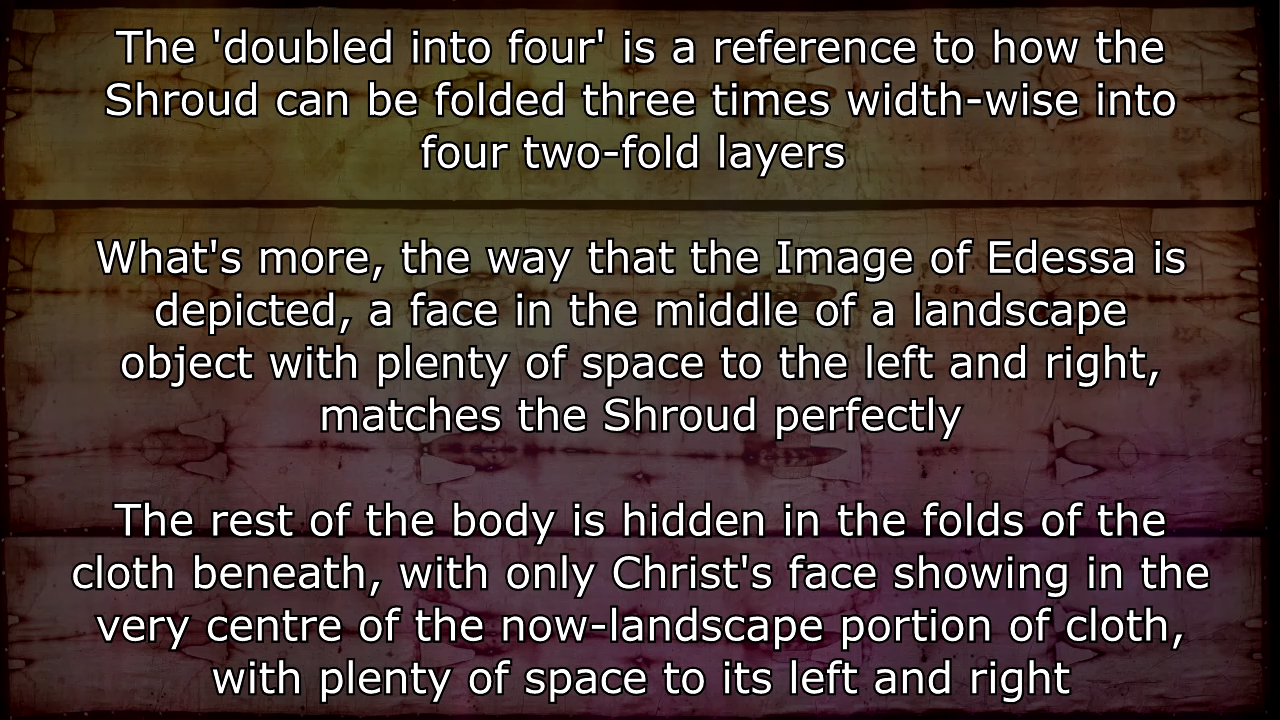 The 'doubled into four' is a reference to how the
Shroud can be folded three times width-wise into
four two-fold layers
What's more, the way that the Image of Edessa is
depicted, a face in the middle of a landscape
object with plenty of space to the left and right,
matches the Shroud perfectly
The rest of the body is hidden in the folds of the
cloth beneath, with only Christ's face showing in the
very centre of the now-landscape portion of cloth,
with plenty of space to its left and right